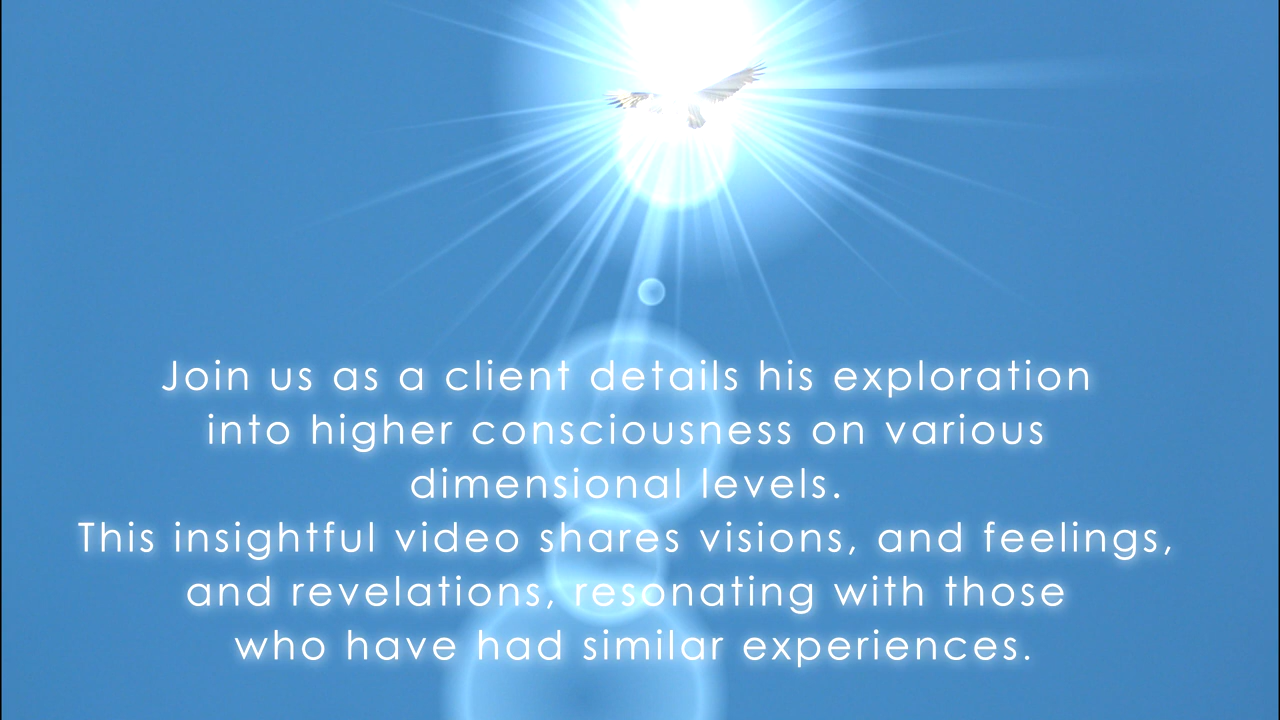 Join us as a client details his exploration
into higher consciousness on various
dimensional levels.
This insightful video shares visions, and feelings,
and revelations, resonating with those
who have had similar experiences.